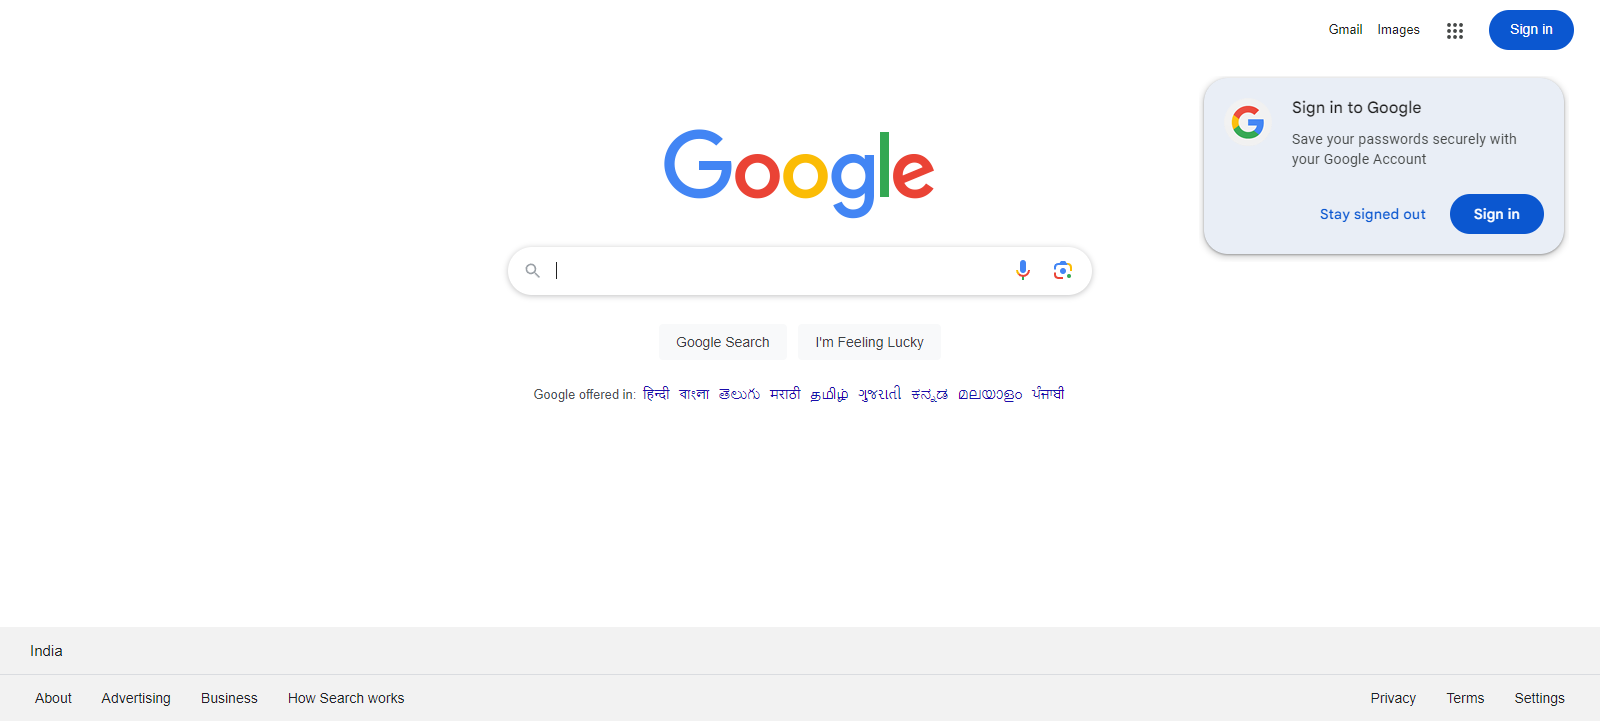 Gmail Images Sign in
Sign in to Google
Save your passwords securely with
your Google Account
Stay signed out Sign in
Google
Google Search I'm Feeling Lucky
Google offered in: हिन्दी বাংলা తెలుగు मराठी தமிழ் ગુજરાતી ಕನ್ನಡ മലയാളം ਪੰਜਾਬੀ
India
About Advertising Business How Search works Privacy Terms Settings